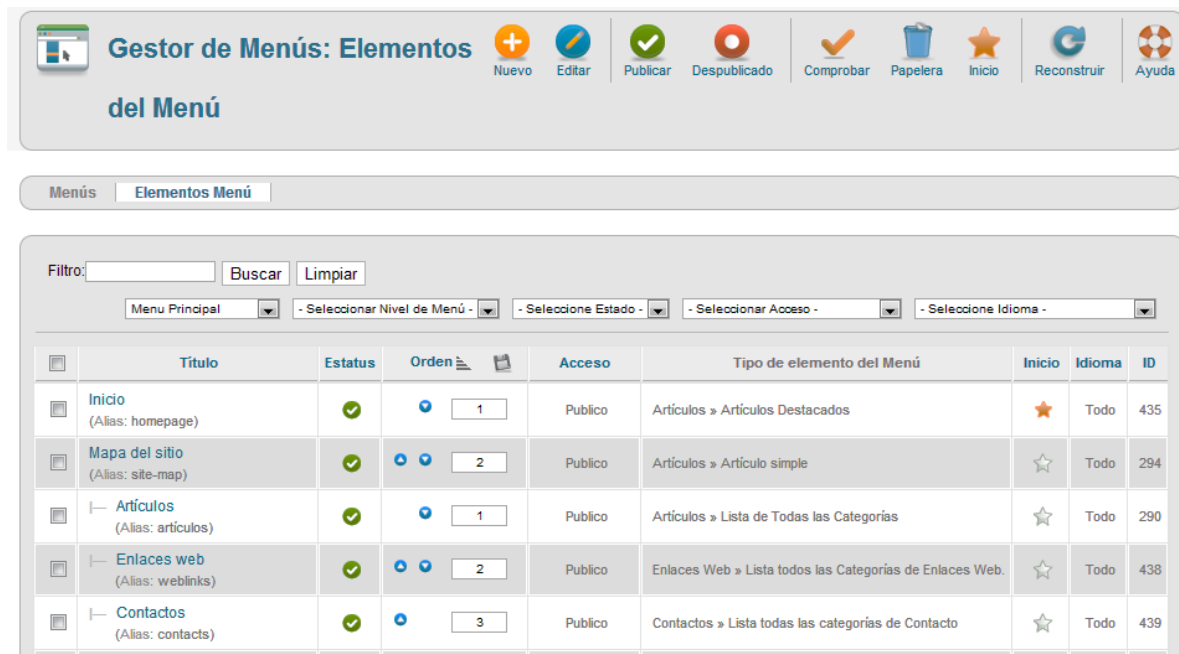 Gestor de Menús: Elementos
del Menú
Nuevo Editar Publicar Despublicado Comprobar Papelera Inicio Reconstruir Ayuda
Menús Elementos Menú
Filtro: Buscar Limpiar
Menu Principal - Seleccionar Nivel de Menú - - Seleccione Estado - - Seleccionar Acceso - - Seleccione Idioma -
Título Estatus Orden Acceso Tipo de elemento del Menú Inicio Idioma ID
Inicio
(Alias: homepage)
1 Publico Artículos » Artículos Destacados Todo 435
Mapa del sitio
(Alias: site-map)
2 Publico Artículos » Artículo simple Todo 294
Artículos
(Alias: artículos)
1 Publico Artículos » Lista de Todas las Categorías Todo 290
Enlaces web
(Alias: weblinks)
2 Publico Enlaces Web » Lista todos las Categorías de Enlaces Web. Todo 438
Contactos
(Alias: contacts)
3 Publico Contactos » Lista todas las categorías de Contacto Todo 439